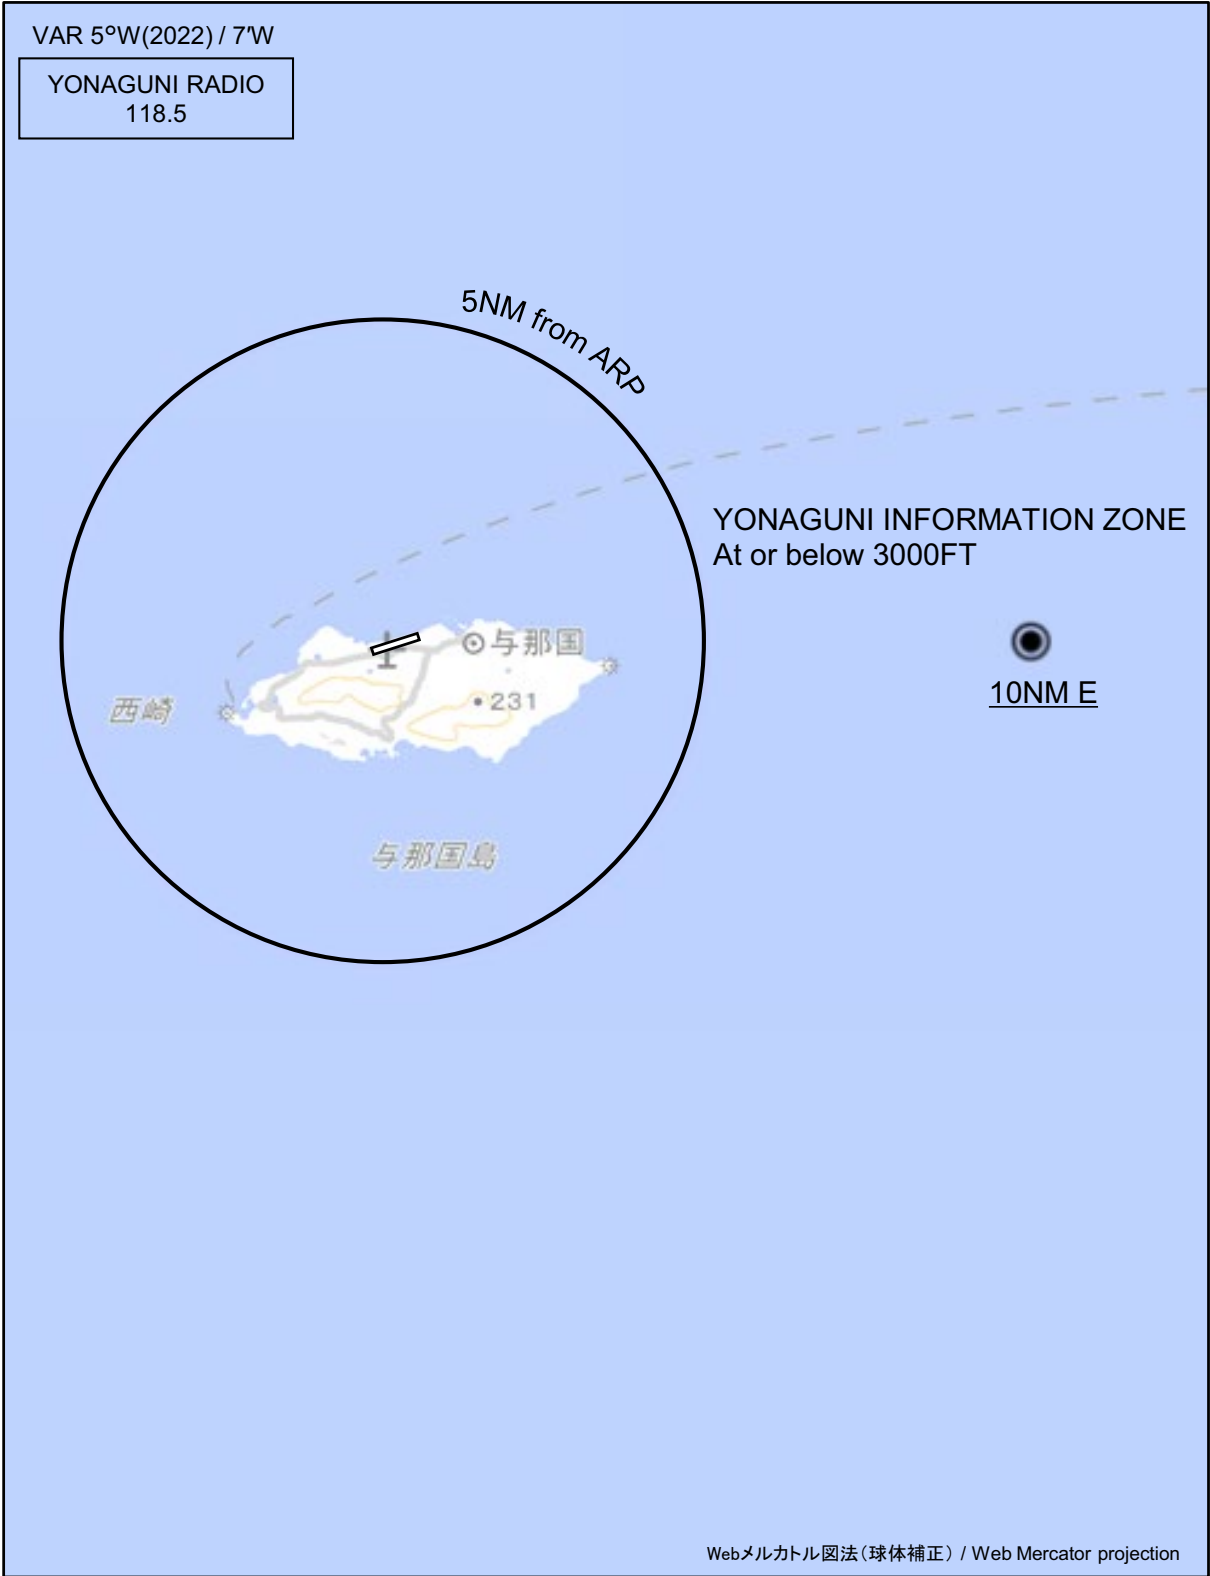 VAR 5°W(2022) / 7'W
YONAGUNI RADIO
118.5
5NM from ARP
YONAGUNI INFORMATION ZONE
At or below 3000FT
与那国
231
10NM E
西崎
与那国島
Webメルカトル図法(球体補正) / Web Mercator projection